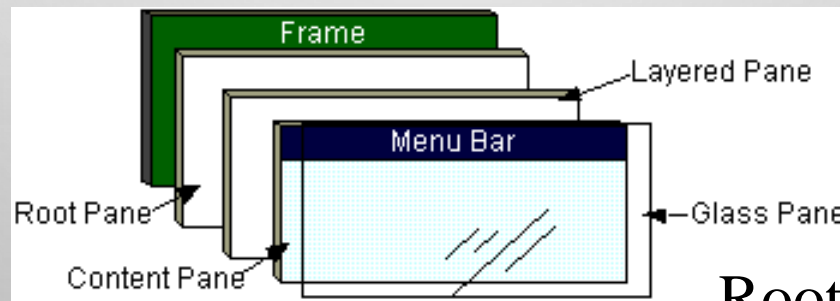 Frame
Layered Pane
Menu Bar
Root Pane
Glass Pane
Content Pane
Root